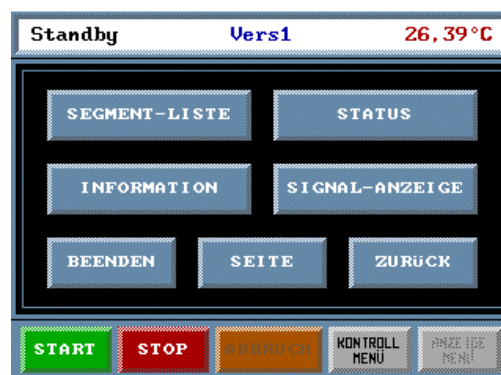 Standby Vers1 26,39°C
SEGMENT-LISTE STATUS
INFORMATION SIGNAL-ANZEIGE
BEENDEN SEITE ZURüCK
START STOP ABBRUCH KONTROLL MENÜ ANZEIGE MENÜ